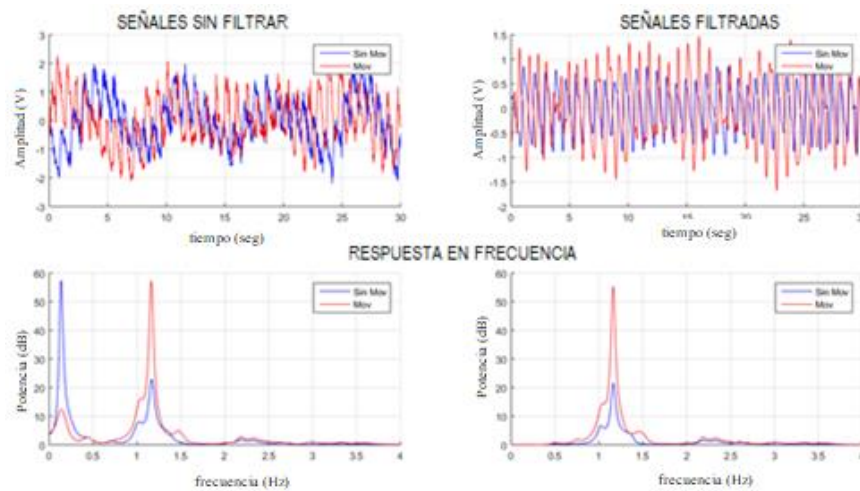 SEÑALES SIN FILTRAR
SEÑALES FILTRADAS
Amplitud (V)
3
2
1
0
-1
-2
-3
Sin Mov
Mov
0 5 10 15 20 25 30
tiempo (seg)
Amplitud (V)
1.5
1
0.5
0
-0.5
-1
-1.5
-2
Sin Mov
Mov
0 5 10 15 20 25 3
tiempo (seg)
RESPUESTA EN FRECUENCIA
Potencia (dB)
60
50
40
30
20
10
0
Sin Mov
Mov
0 0.5 1 1.5 2 2.5 3 3.5 4
frecuencia (Hz)
Potencia (dB)
60
50
40
30
20
10
0
Sin Mov
Mov
0 0.5 1 1.5 2 2.5 3 3.5 4
frecuencia (Hz)